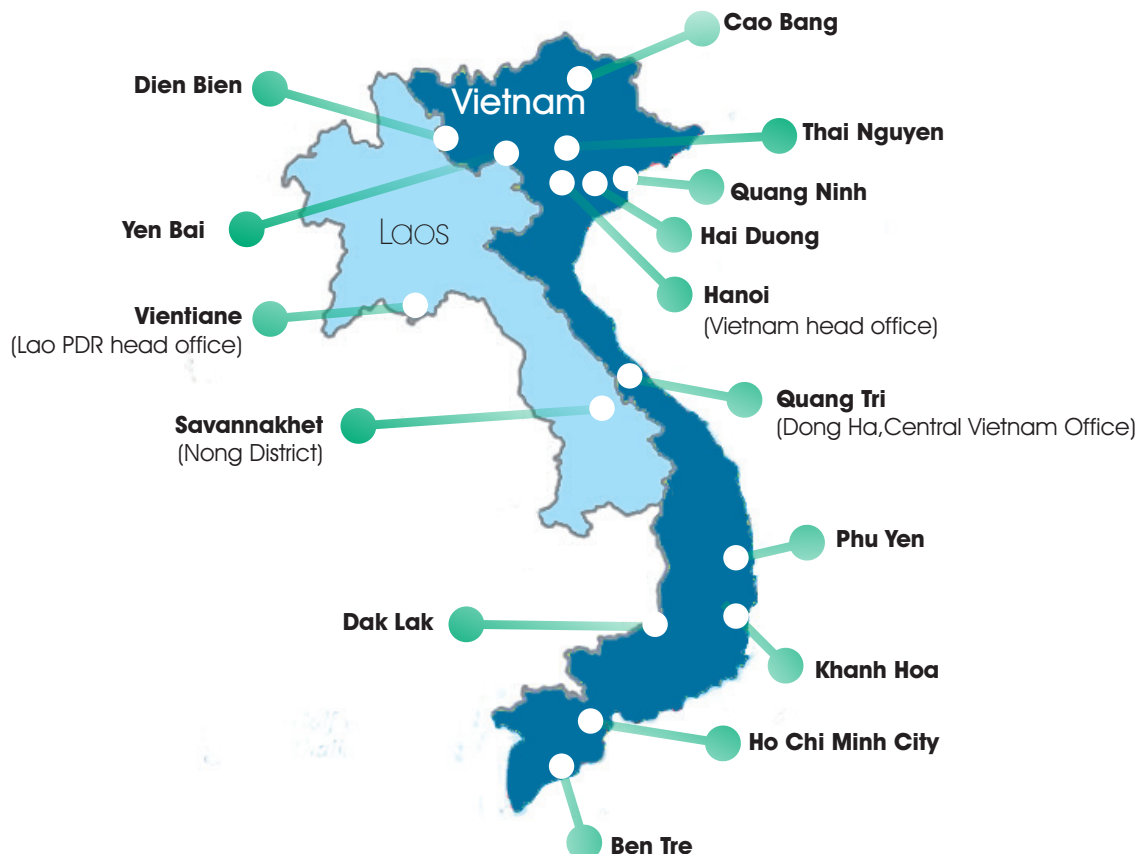 Cao Bang
Dien Bien
Vietnam
Thai Nguyen
Quang Ninh
Yen Bai
Laos
Hai Duong
Hanoi
(Vietnam head office)
Vientiane
(Lao PDR head office)
Quang Tri
(Dong Ha,Central Vietnam Office)
Savannakhet
(Nong District)
Phu Yen
Dak Lak
Khanh Hoa
Ho Chi Minh City
Ben Tre